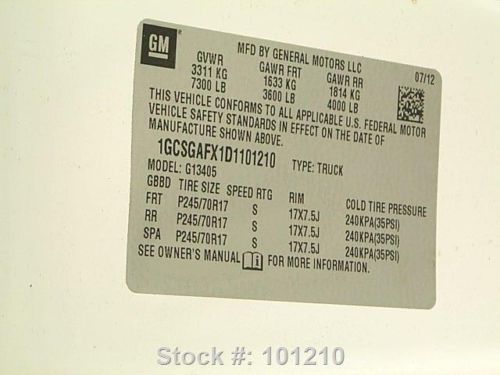 GM
MFD BY GENERAL MOTORS LLC
GVWR GAWR FRT GAWR RR 07/12
3311 KG 1633 KG 1814 KG
7300 LB 3600 LB 4000 LB
THIS VEHICLE CONFORMS TO ALL APPLICABLE U.S. FEDERAL MOTOR
VEHICLE SAFETY STANDARDS IN EFFECT ON THE DATE OF
MANUFACTURE SHOWN ABOVE.
1GCSGAFX1D1101210 TYPE: TRUCK
MODEL: G13405
GBBD TIRE SIZE SPEED RTG RIM COLD TIRE PRESSURE
FRT P245/70R17 S 17X7.5J 240KPA(35PSI)
RR P245/70R17 S 17X7.5J 240KPA(35PSI)
SPA P245/70R17 S 17X7.5J 240KPA(35PSI)
SEE OWNER'S MANUAL i FOR MORE INFORMATION.
Stock #: 101210